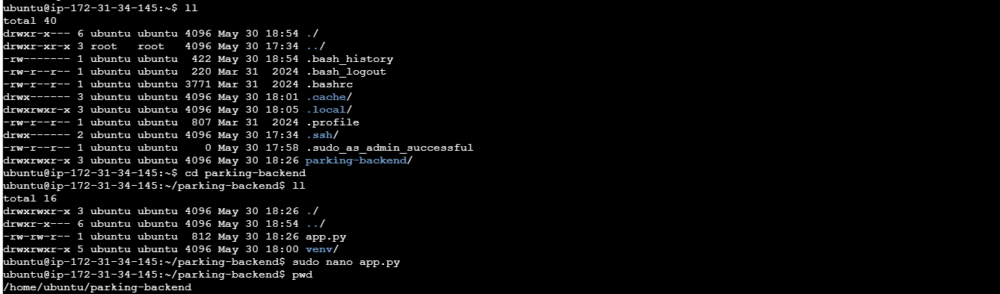 ubuntu@ip-172-31-34-145:~$ ll
total 40
drwxr-x--- 6 ubuntu ubuntu 4096 May 30 18:54 ./
drwxr-xr-x 3 root   root   4096 May 30 17:34 ../
-rw------- 1 ubuntu ubuntu  422 May 30 18:54 .bash_history
-rw-r--r-- 1 ubuntu ubuntu  220 Mar 31  2024 .bash_logout
-rw-r--r-- 1 ubuntu ubuntu 3771 Mar 31  2024 .bashrc
drwx------ 3 ubuntu ubuntu 4096 May 30 18:01 .cache/
drwxrwxr-x 3 ubuntu ubuntu 4096 May 30 18:05 .local/
-rw-r--r-- 1 ubuntu ubuntu  807 Mar 31  2024 .profile
drwx------ 2 ubuntu ubuntu 4096 May 30 17:34 .ssh/
-rw-r--r-- 1 ubuntu ubuntu    0 May 30 17:58 .sudo_as_admin_successful
drwxrwxr-x 3 ubuntu ubuntu 4096 May 30 18:26 parking-backend/
ubuntu@ip-172-31-34-145:~$ cd parking-backend
ubuntu@ip-172-31-34-145:~/parking-backend$ ll
total 16
drwxrwxr-x 3 ubuntu ubuntu 4096 May 30 18:26 ./
drwxr-x--- 6 ubuntu ubuntu 4096 May 30 18:54 ../
-rw-rw-r-- 1 ubuntu ubuntu  812 May 30 18:26 app.py
drwxrwxr-x 5 ubuntu ubuntu 4096 May 30 18:00 venv/
ubuntu@ip-172-31-34-145:~/parking-backend$ sudo nano app.py
ubuntu@ip-172-31-34-145:~/parking-backend$ pwd
/home/ubuntu/parking-backend